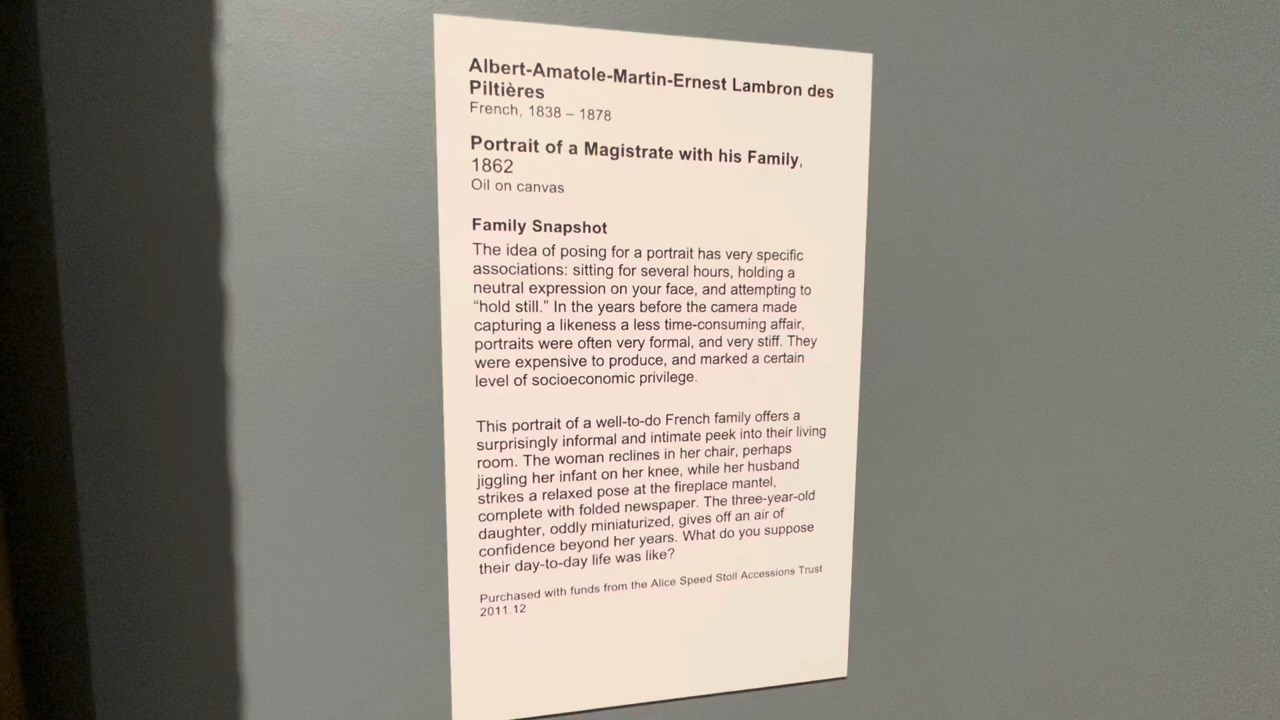 Albert-Amatole-Martin-Ernest Lambron des
Piltières
French, 1838 – 1878
Portrait of a Magistrate with his Family,
1862
Oil on canvas
Family Snapshot
The idea of posing for a portrait has very specific
associations: sitting for several hours, holding a
neutral expression on your face, and attempting to
“hold still.” In the years before the camera made
capturing a likeness a less time-consuming affair,
portraits were often very formal, and very stiff. They
were expensive to produce, and marked a certain
level of socioeconomic privilege.
This portrait of a well-to-do French family offers a
surprisingly informal and intimate peek into their living
room. The woman reclines in her chair, perhaps
jiggling her infant on her knee, while her husband
strikes a relaxed pose at the fireplace mantel,
complete with folded newspaper. The three-year-old
daughter, oddly miniaturized, gives off an air of
confidence beyond her years. What do you suppose
their day-to-day life was like?
Purchased with funds from the Alice Speed Stoll Accessions Trust
2011.12